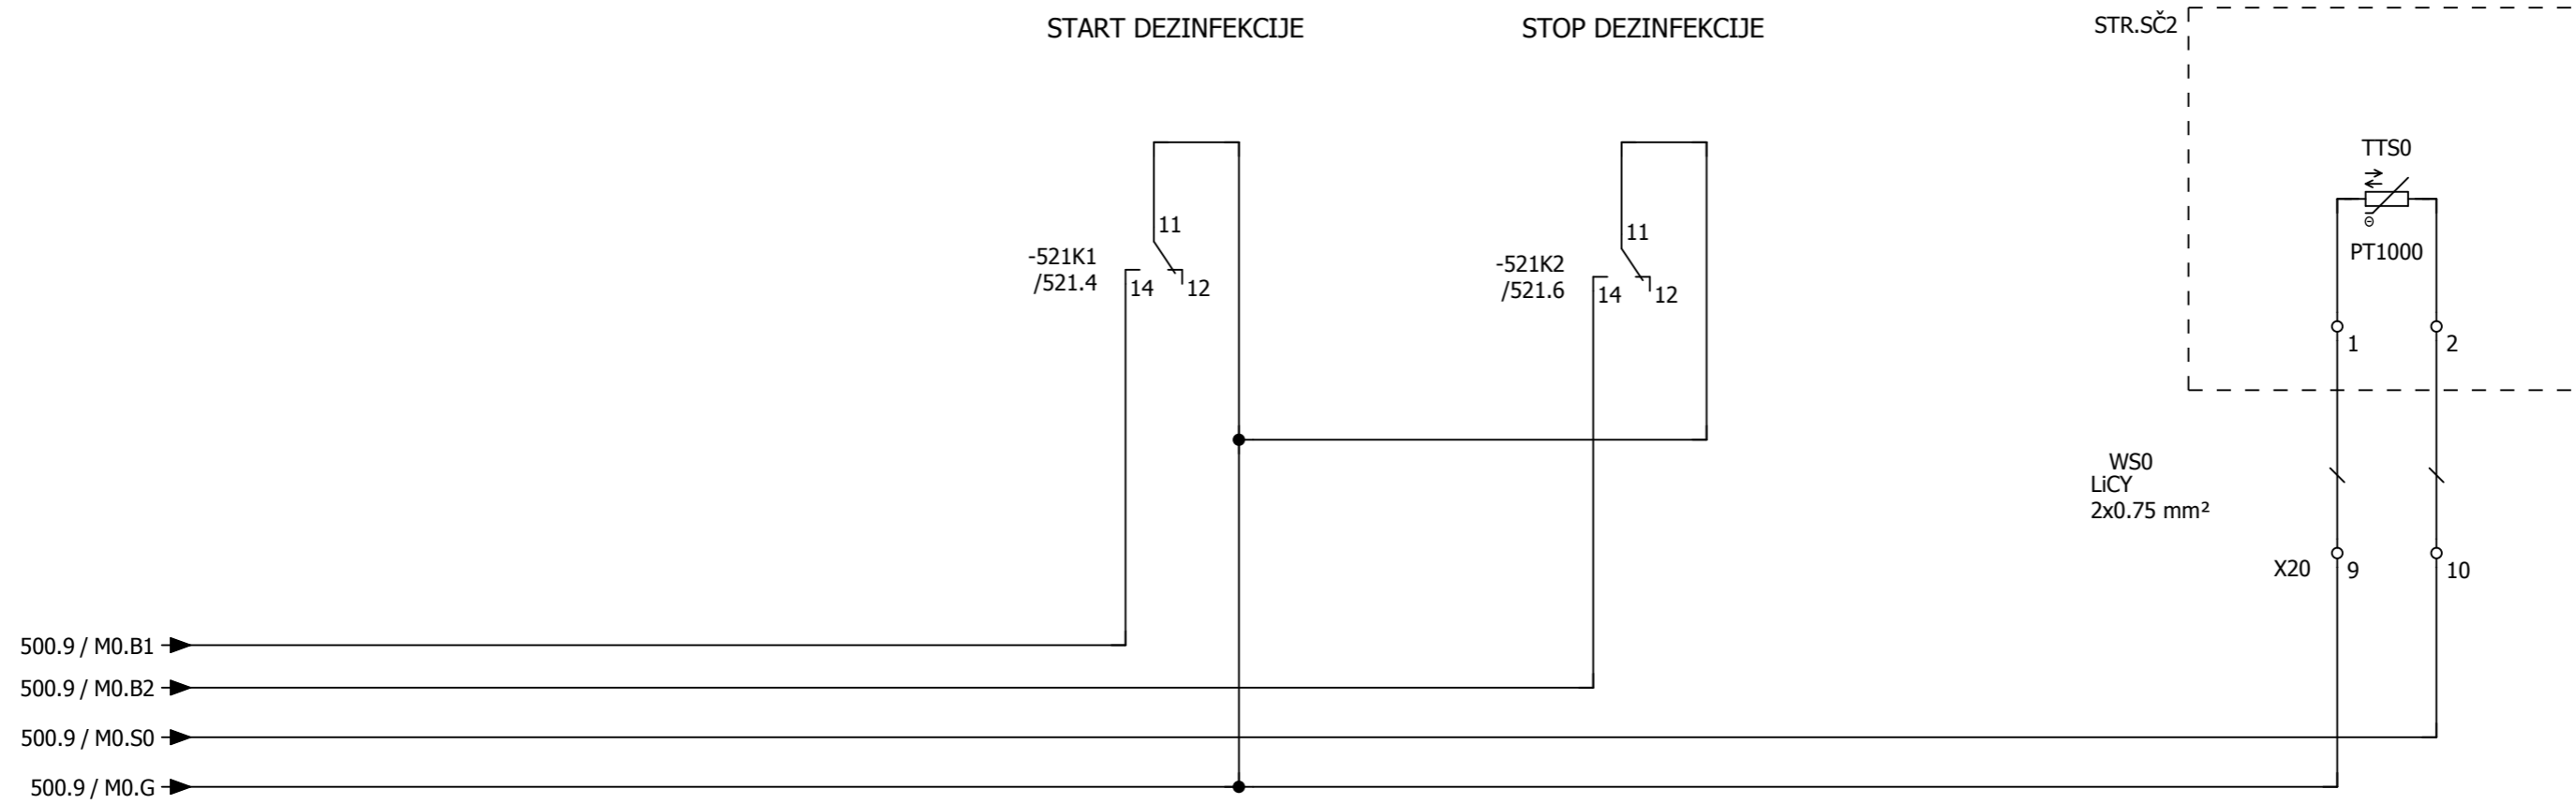 START DEZINFEKCIJE
STOP DEZINFEKCIJE
STR.SČ2
TTS0
PT1000
11
-521K1
/521.4
14
12
11
-521K2
/521.6
14
12
1
2
WS0
LiCY
2x0.75 mm²
X20
9
10
500.9 / M0.B1
500.9 / M0.B2
500.9 / M0.S0
500.9 / M0.G